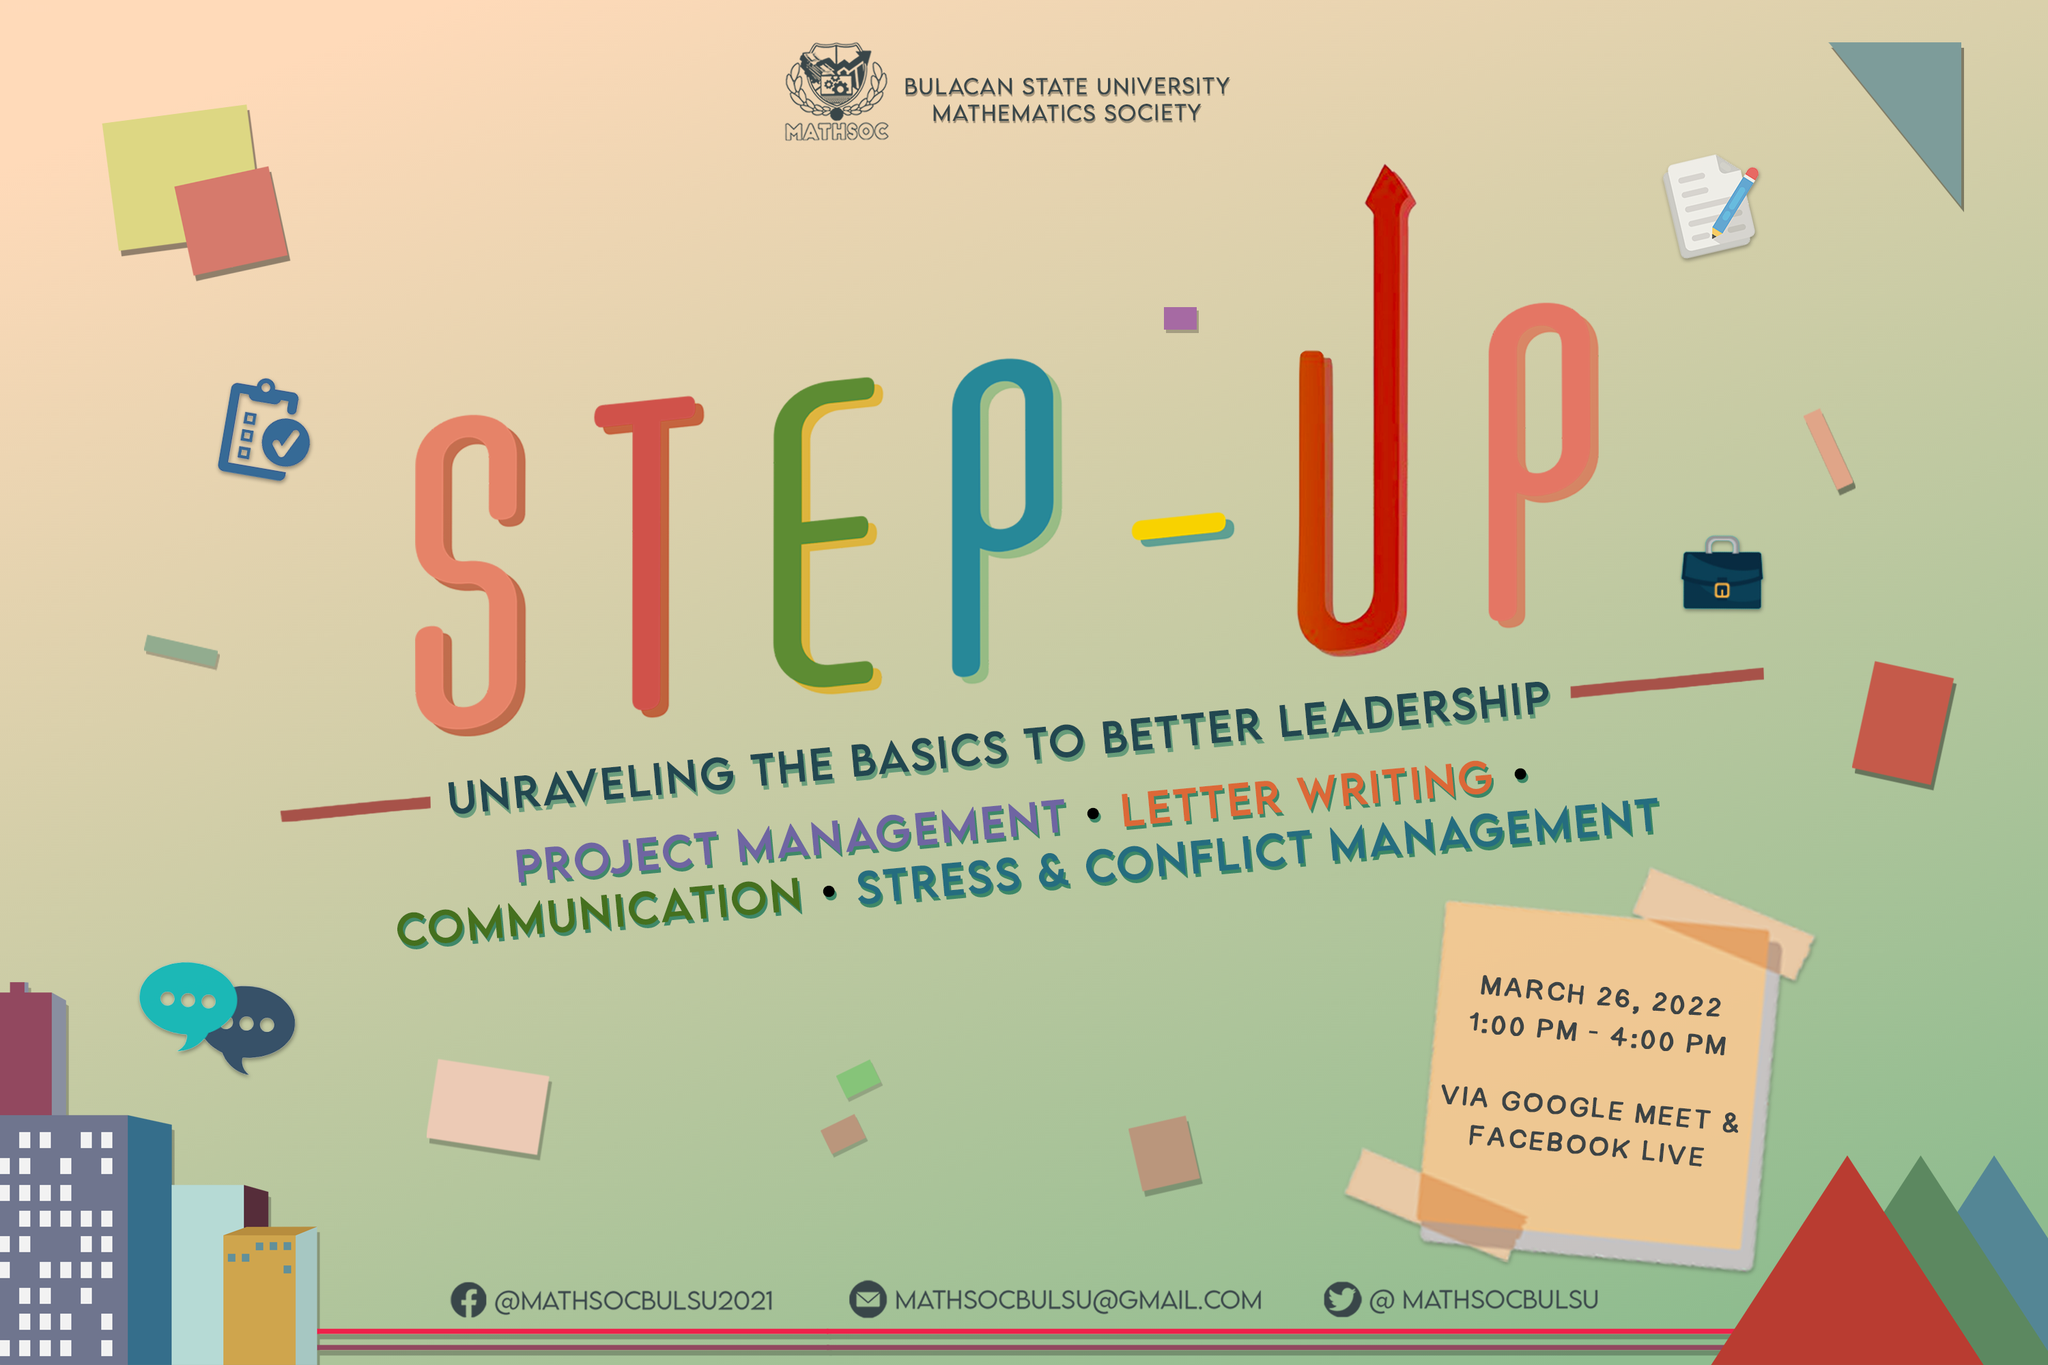 MATHSOC
BULACAN STATE UNIVERSITY
MATHEMATICS SOCIETY
STEP-UP
UNRAVELING THE BASICS TO BETTER LEADERSHIP
PROJECT MANAGEMENT • LETTER WRITING •
COMMUNICATION • STRESS & CONFLICT MANAGEMENT
MARCH 26, 2022
1:00 PM - 4:00 PM
VIA GOOGLE MEET &
FACEBOOK LIVE
@MATHSOCBULSU2021
MATHSOCBULSU@GMAIL.COM
@ MATHSOCBULSU